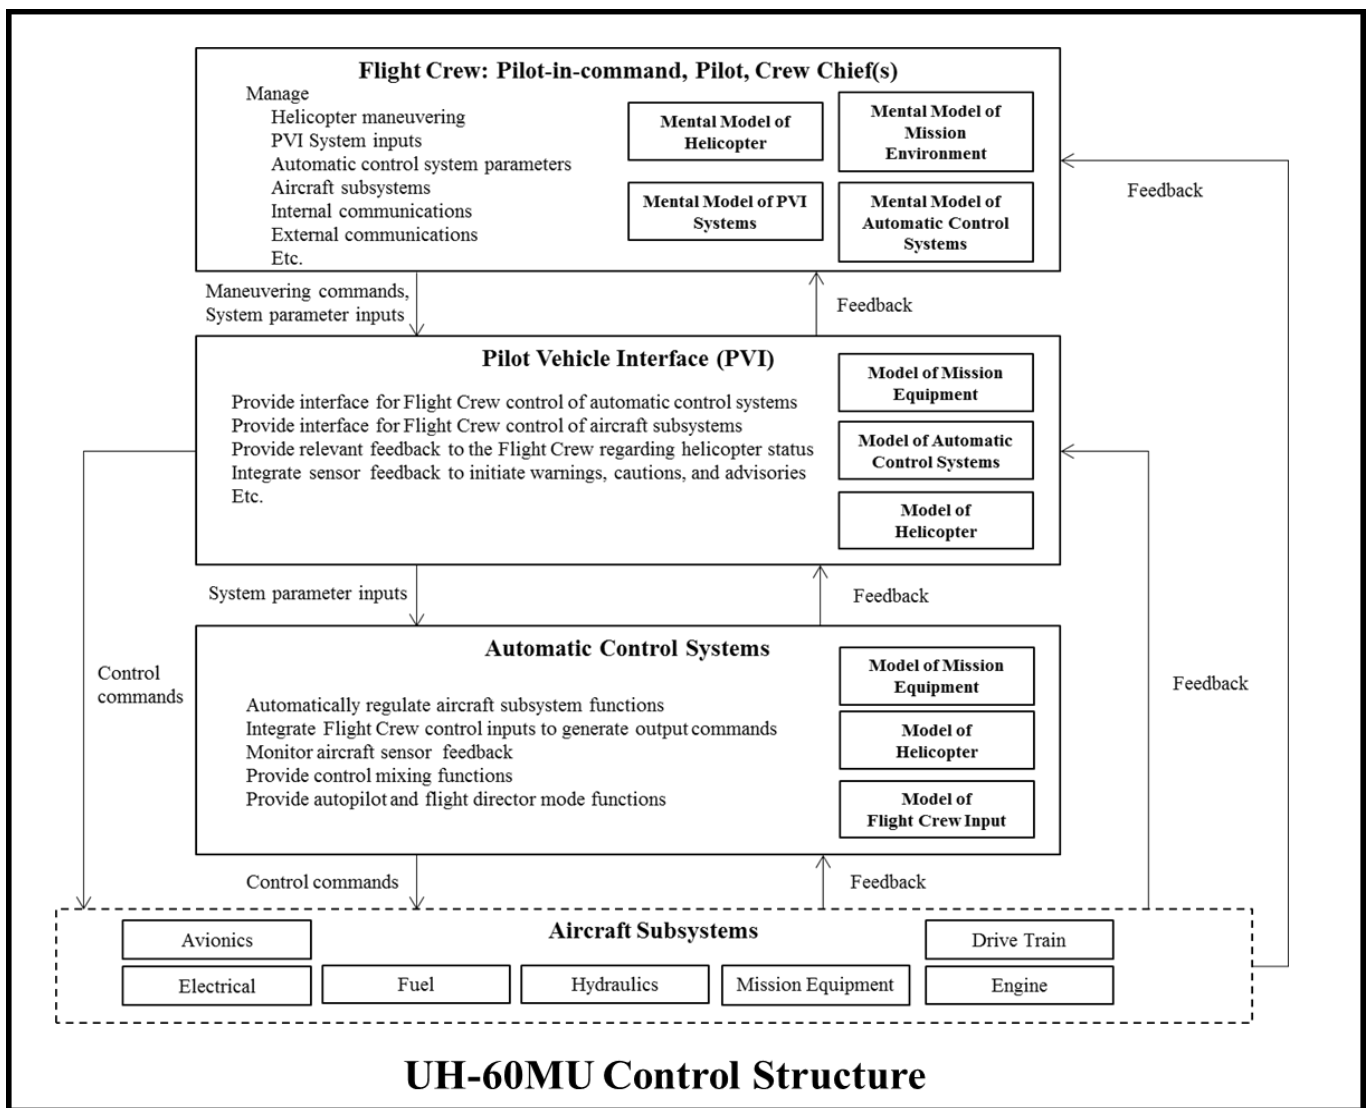 Flight Crew: Pilot-in-command, Pilot, Crew Chief(s)
Manage
Helicopter maneuvering
PVI System inputs
Automatic control system parameters
Aircraft subsystems
Internal communications
External communications
Etc.
Mental Model of
Helicopter
Mental Model of
Mission
Environment
Mental Model of PVI
Systems
Mental Model of
Automatic Control
Systems
Feedback
Maneuvering commands,
System parameter inputs
Feedback
Pilot Vehicle Interface (PVI)
Provide interface for Flight Crew control of automatic control systems
Provide interface for Flight Crew control of aircraft subsystems
Provide relevant feedback to the Flight Crew regarding helicopter status
Integrate sensor feedback to initiate warnings, cautions, and advisories
Etc.
Model of Mission
Equipment
Model of Automatic
Control Systems
Model of
Helicopter
System parameter inputs
Feedback
Automatic Control Systems
Automatically regulate aircraft subsystem functions
Integrate Flight Crew control inputs to generate output commands
Monitor aircraft sensor feedback
Provide control mixing functions
Provide autopilot and flight director mode functions
Model of Mission
Equipment
Model of
Helicopter
Model of
Flight Crew Input
Control
commands
Feedback
Control commands
Feedback
Aircraft Subsystems
Avionics
Drive Train
Electrical
Fuel
Hydraulics
Mission Equipment
Engine
UH-60MU Control Structure